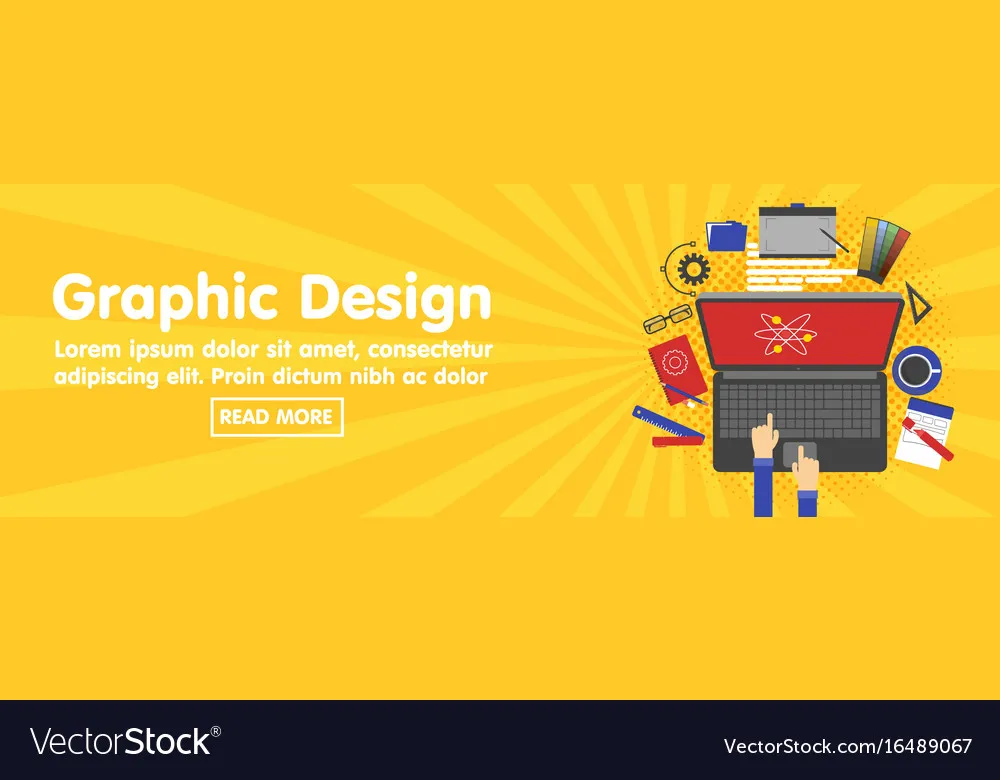 Graphic Design
Lorem ipsum dolor sit amet, consectetur
adipiscing elit. Proin dictum nibh ac dolor
READ MORE
VectorStock®
VectorStock.com/16489067